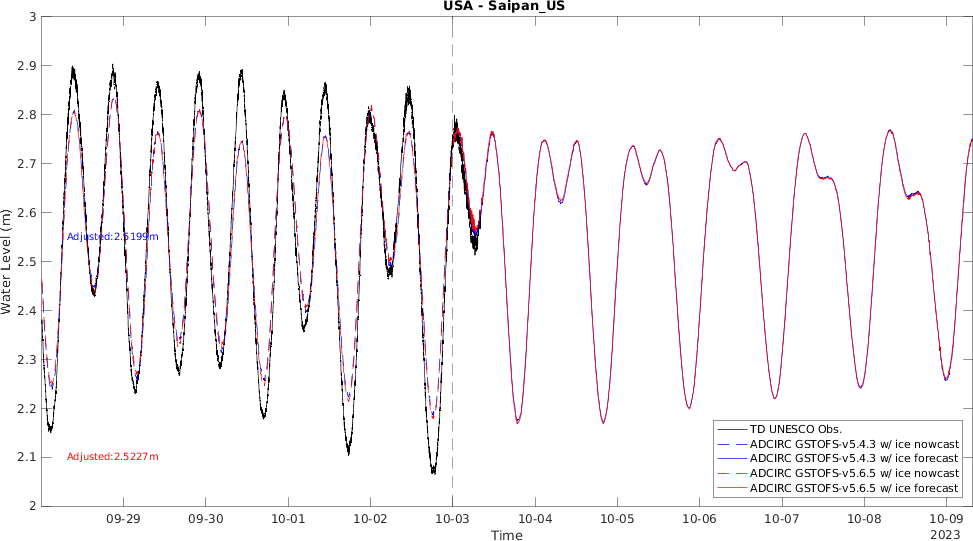 USA - Saipan_US
3
2.9
2.8
2.7
2.6
2.5
2.4
2.3
2.2
2.1
2
Water Level (m)
Adjusted:2.5199m
Adjusted:2.5227m
TD UNESCO Obs.
ADCIRC GSTOFS-v5.4.3 w/ ice nowcast
ADCIRC GSTOFS-v5.4.3 w/ ice forecast
ADCIRC GSTOFS-v5.6.5 w/ ice nowcast
ADCIRC GSTOFS-v5.6.5 w/ ice forecast
09-29 09-30 10-01 10-02 10-03 10-04 10-05 10-06 10-07 10-08 10-09
Time
2023